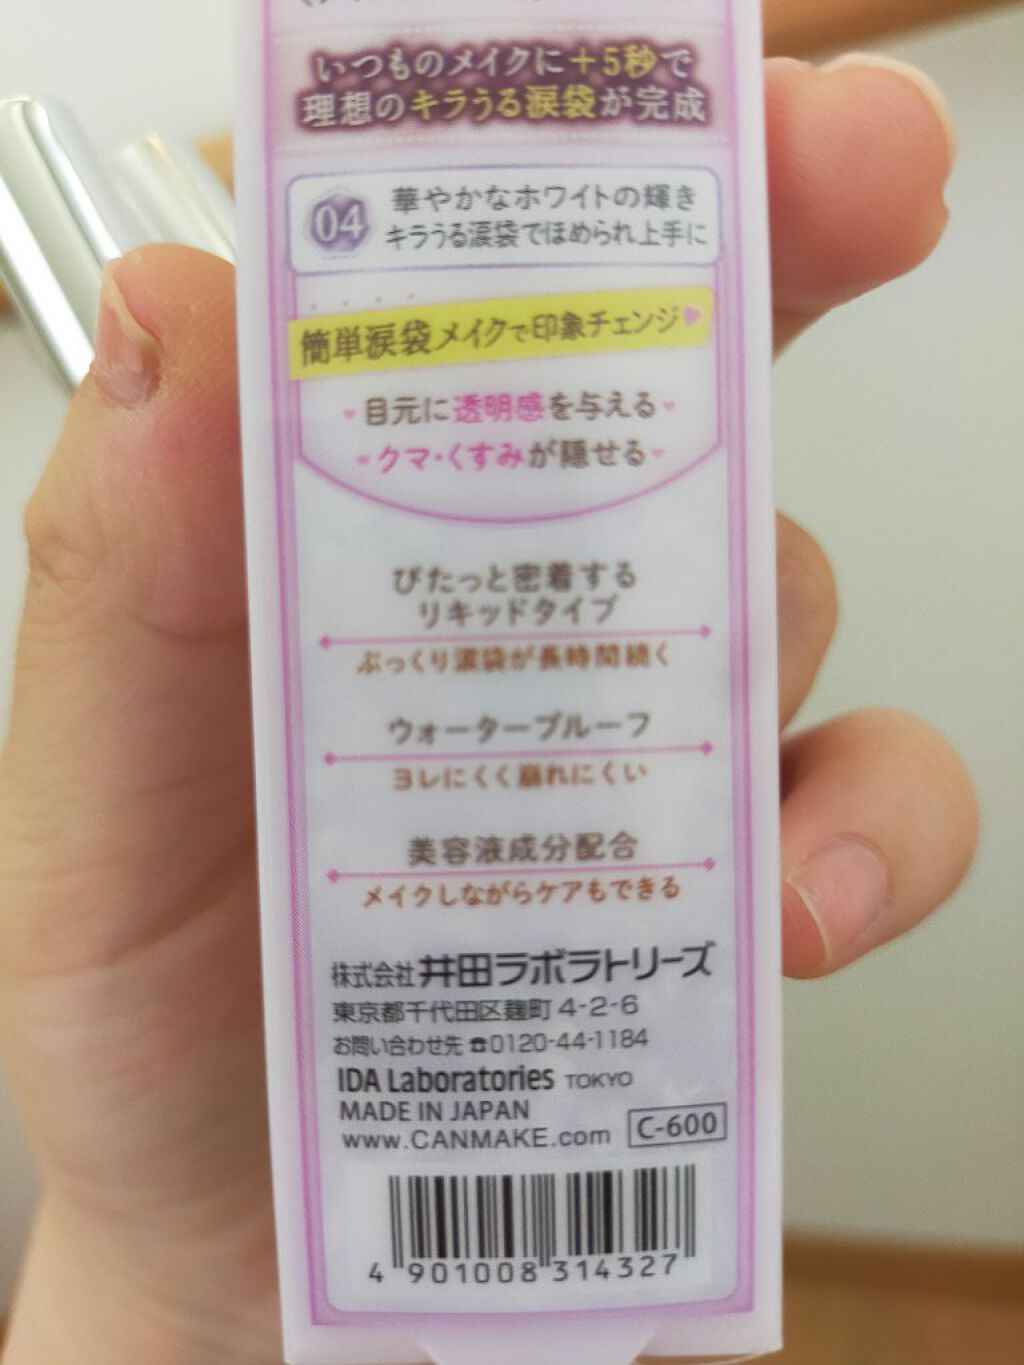 いつものメイクに+5秒で
理想のキラうる涙袋が完成
04
華やかなホワイトの輝き
キラうる涙袋でほめられ上手に
簡単涙袋メイクで印象チェンジ
目元に透明感を与える
クマ・くすみが隠せる
ぴたっと密着する
リキッドタイプ
ぷっくり涙袋が長時間続く
ウォータープルーフ
ヨレにくく崩れにくい
美容液成分配合
メイクしながらケアもできる
株式会社 井田ラボラトリーズ
東京都千代田区麹町 4-2-6
お問い合わせ先 ☎0120-44-1184
IDA Laboratories TOKYO
MADE IN JAPAN
www.CANMAKE.com
C-600
4 901008 314327